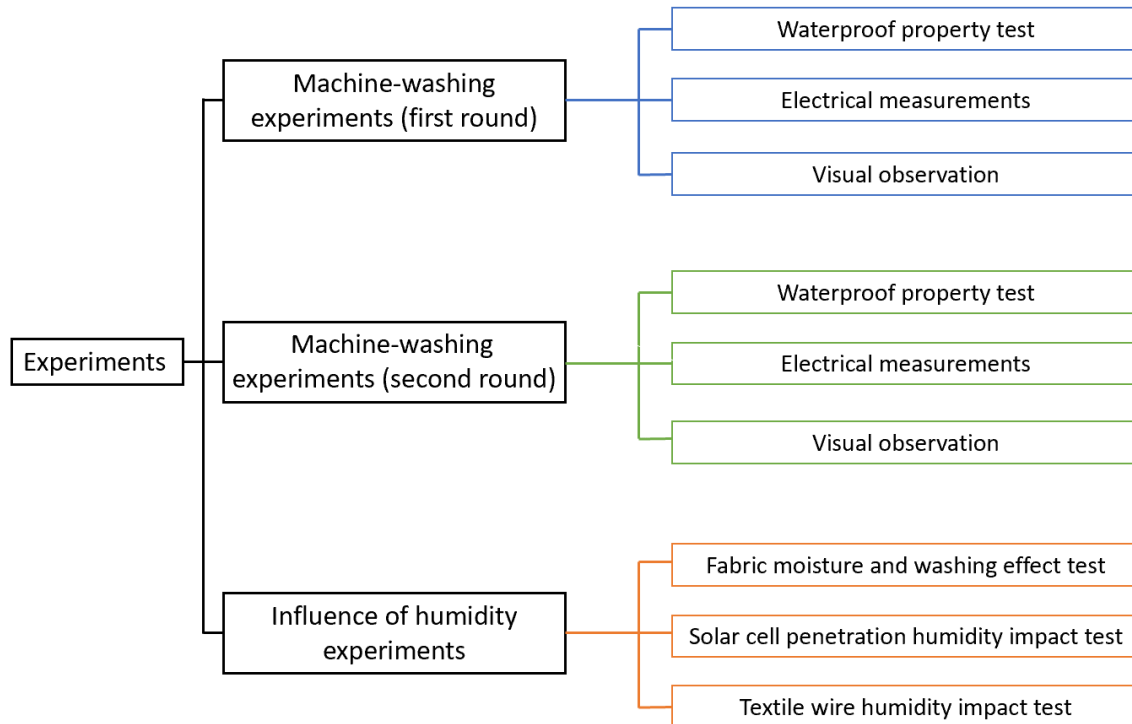 Experiments
Machine-washing
experiments (first round)
Waterproof property test
Electrical measurements
Visual observation
Machine-washing
experiments (second round)
Waterproof property test
Electrical measurements
Visual observation
Influence of humidity
experiments
Fabric moisture and washing effect test
Solar cell penetration humidity impact test
Textile wire humidity impact test